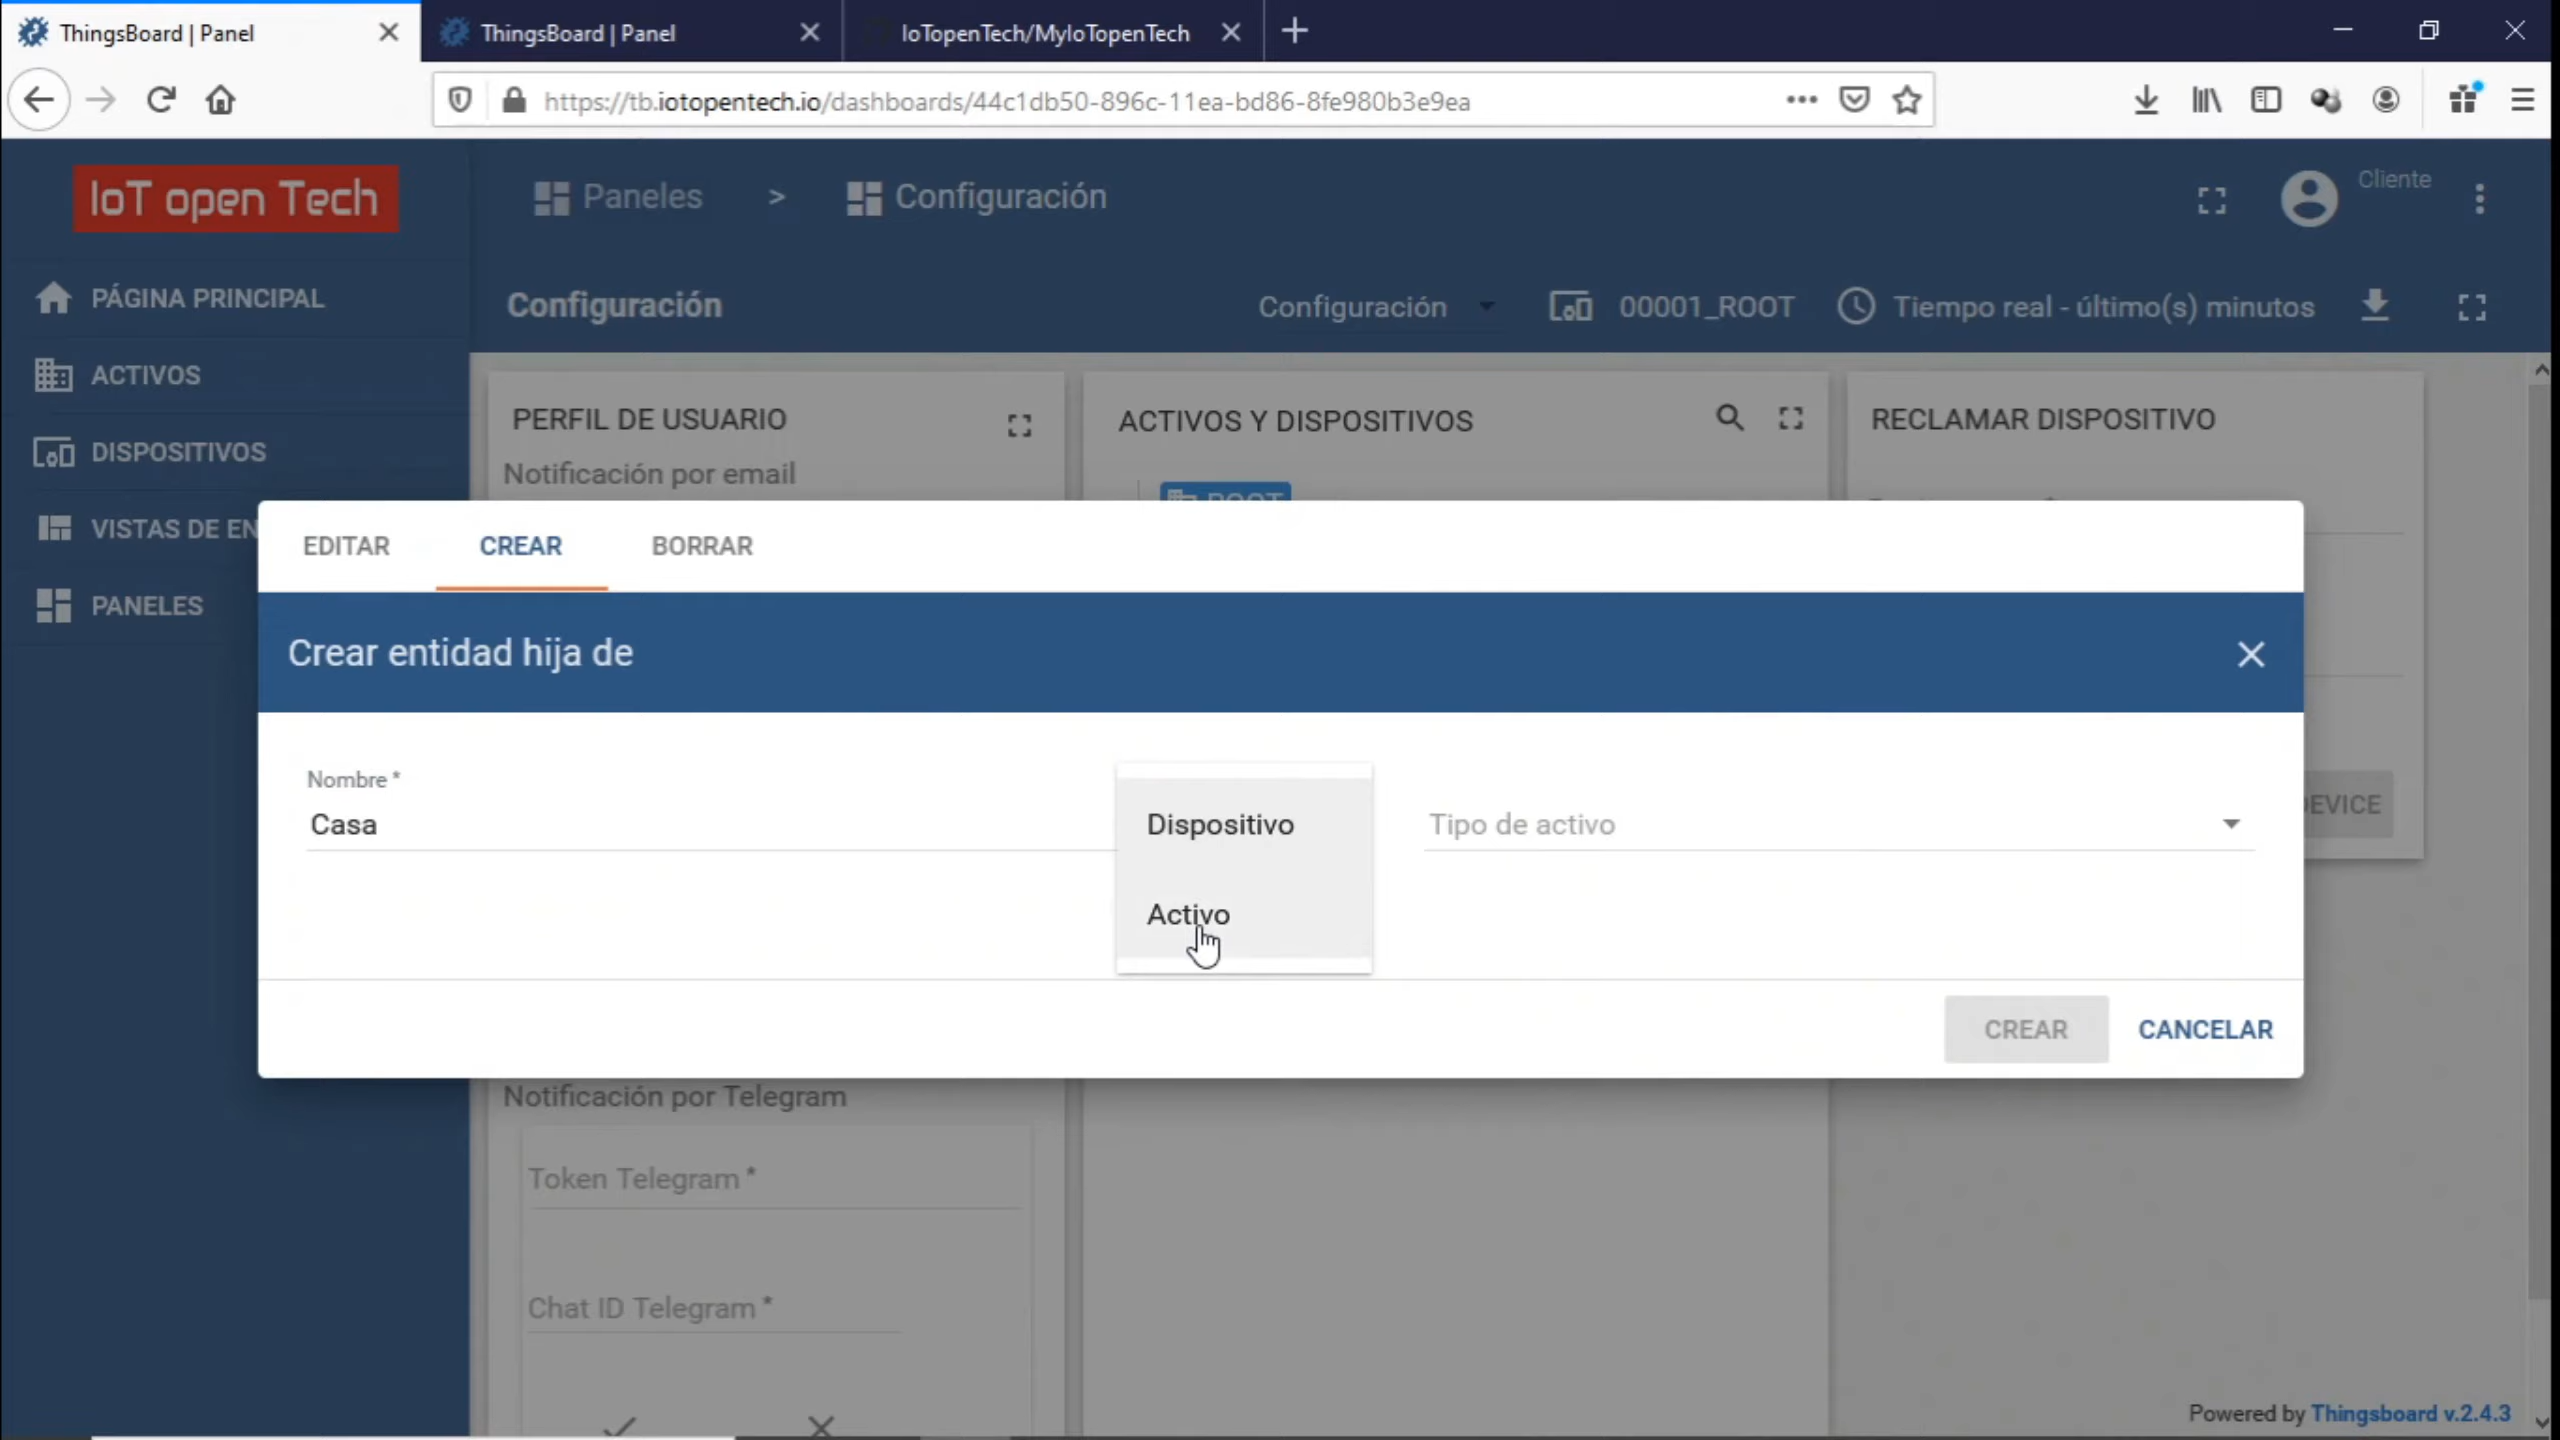 ThingsBoard | Panel
ThingsBoard | Panel
IoTopenTech/MyIoTopenTech
https://tb.iotopentech.io/dashboards/44c1db50-896c-11ea-bd86-8fe980b3e9ea
IoT open Tech
Paneles > Configuración
Cliente
PÁGINA PRINCIPAL
ACTIVOS
DISPOSITIVOS
VISTAS DE EN
PANELES
Configuración
Configuración
00001_ROOT
Tiempo real - último(s) minutos
PERFIL DE USUARIO
Notificación por email
ACTIVOS Y DISPOSITIVOS
ROOT
RECLAMAR DISPOSITIVO
EDITAR
CREAR
BORRAR
Crear entidad hija de
Nombre *
Casa
Dispositivo
Activo
Tipo de activo
EVICE
CREAR
CANCELAR
Notificación por Telegram
Token Telegram *
Chat ID Telegram *
Powered by Thingsboard v.2.4.3